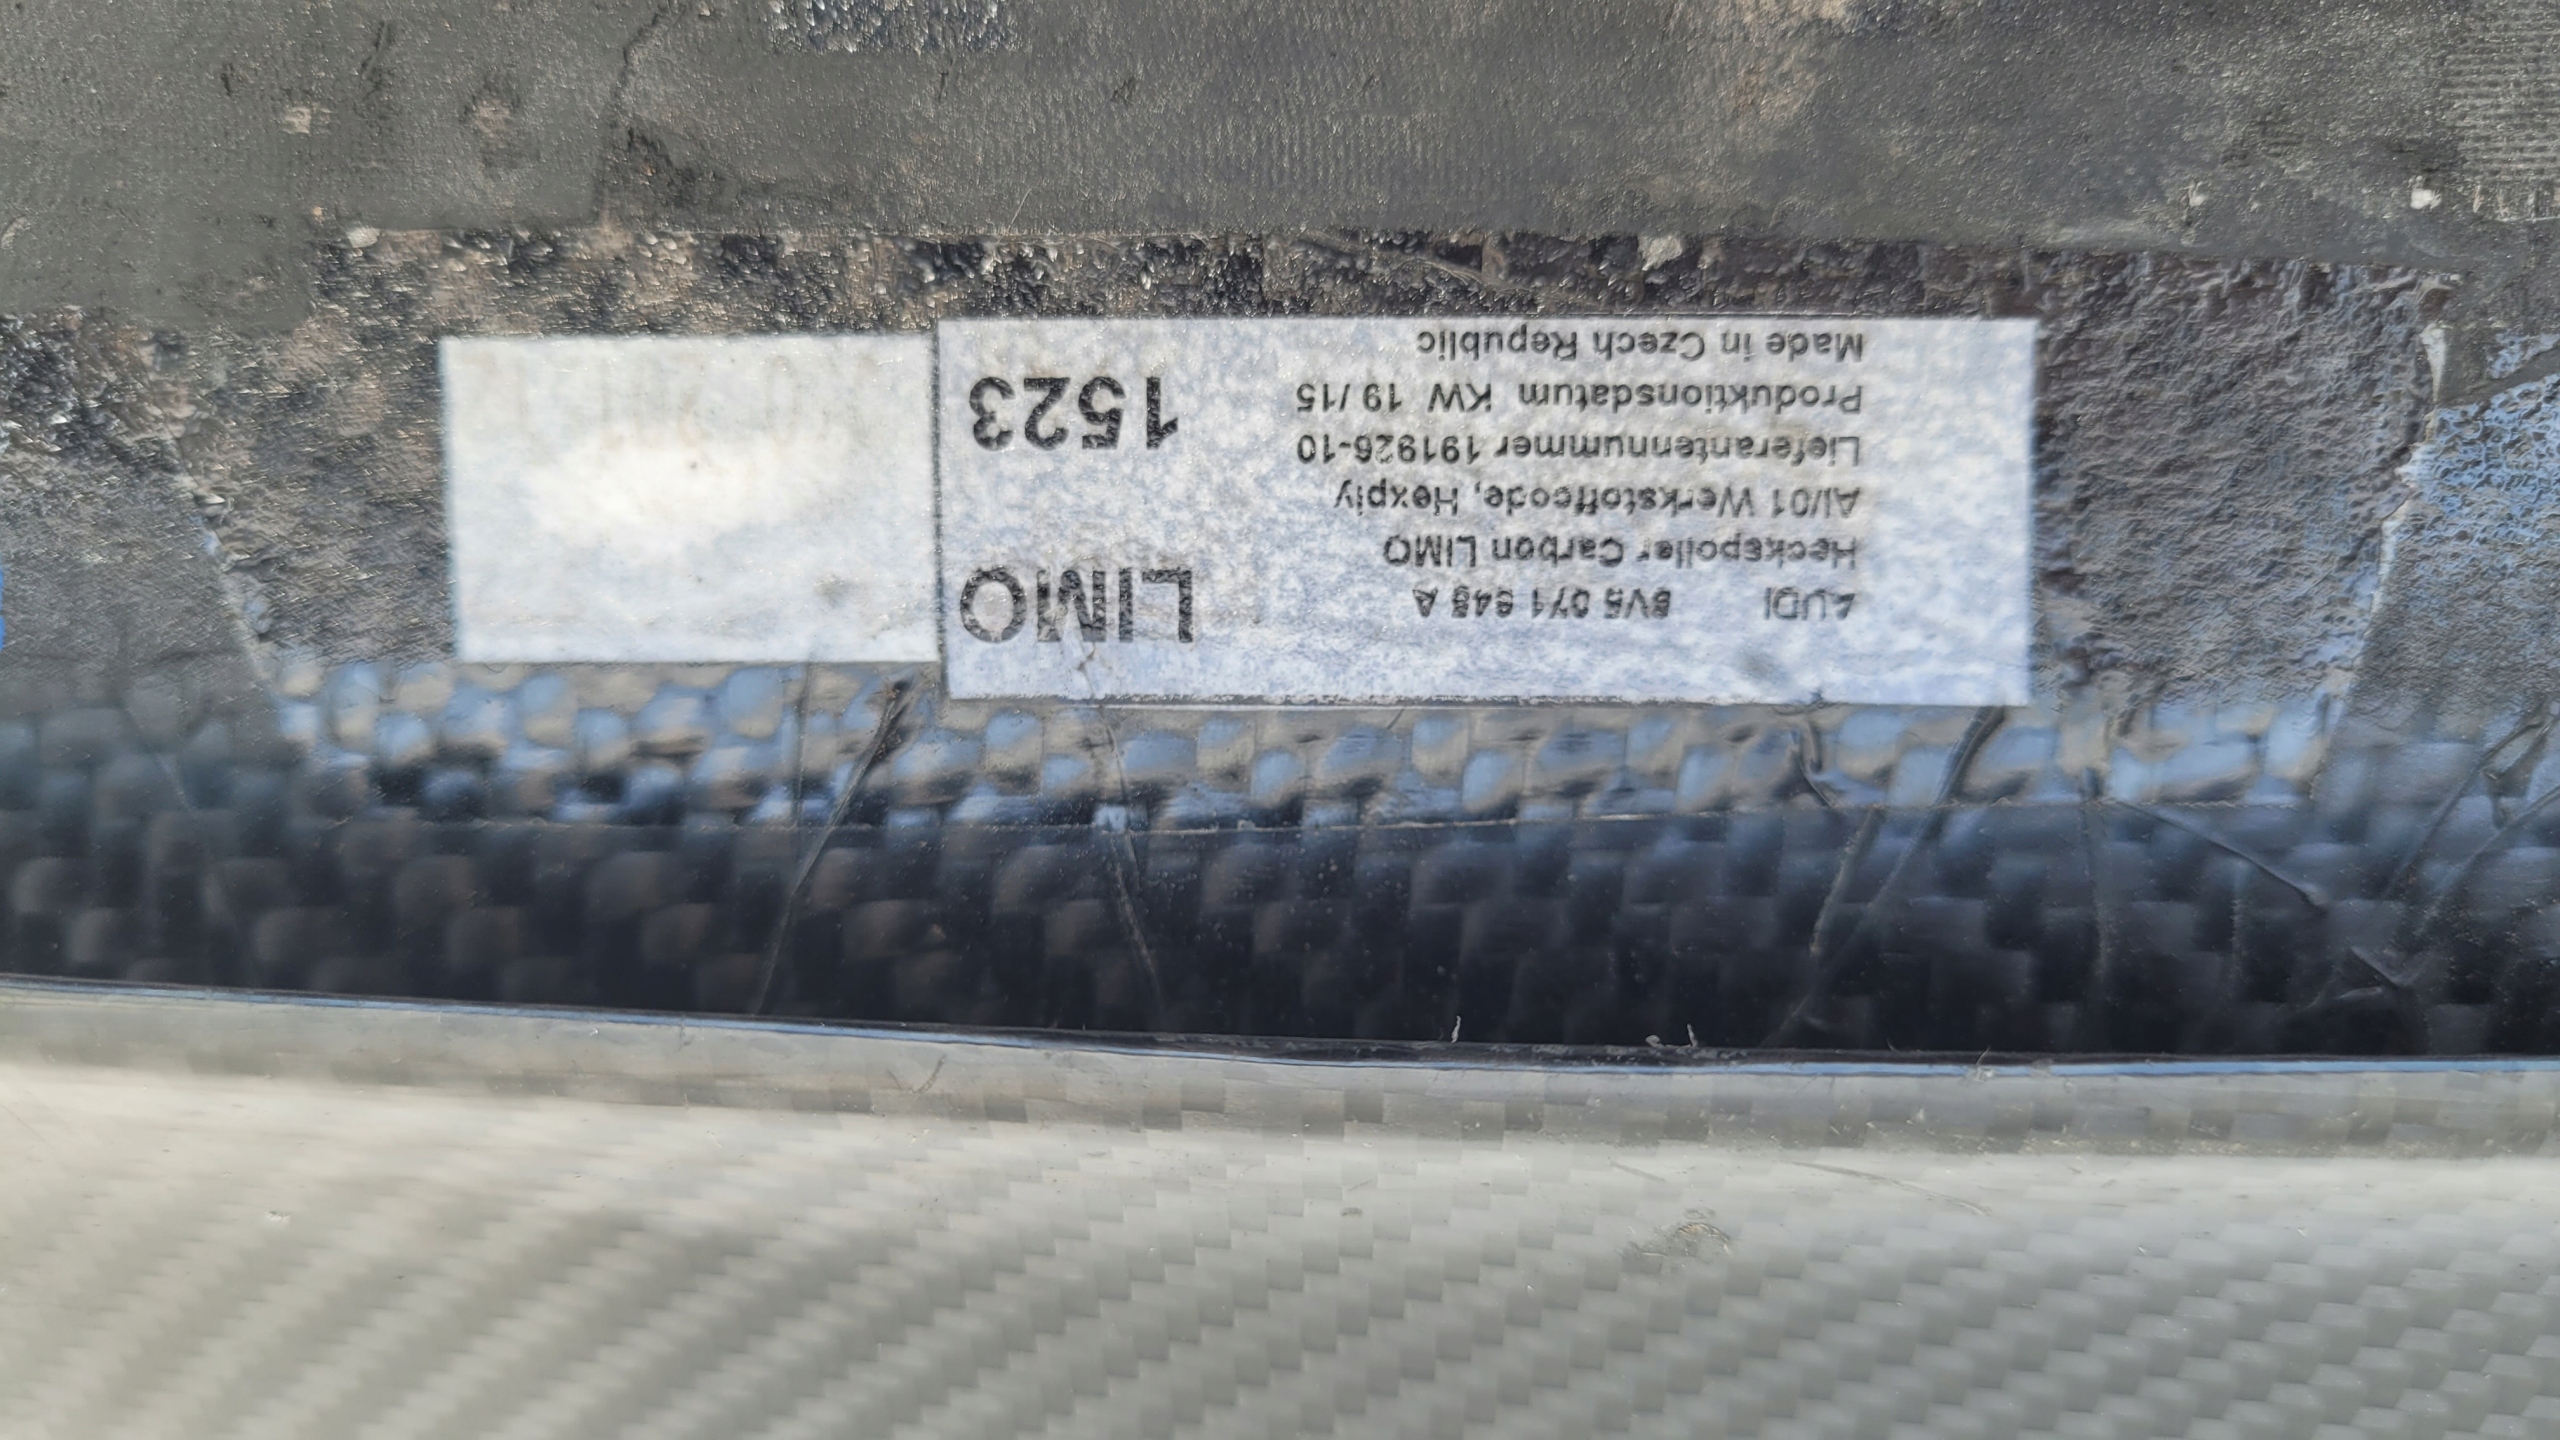 AUDI 8V5 071 645 A
Heckspoiler Carbon LIMO
AI/01 Werkstoffcode, Hexply
Lieferantennummer 191926-10
Produktionsdatum KW 19 /15
Made in Czech Republic
LIMO
1523